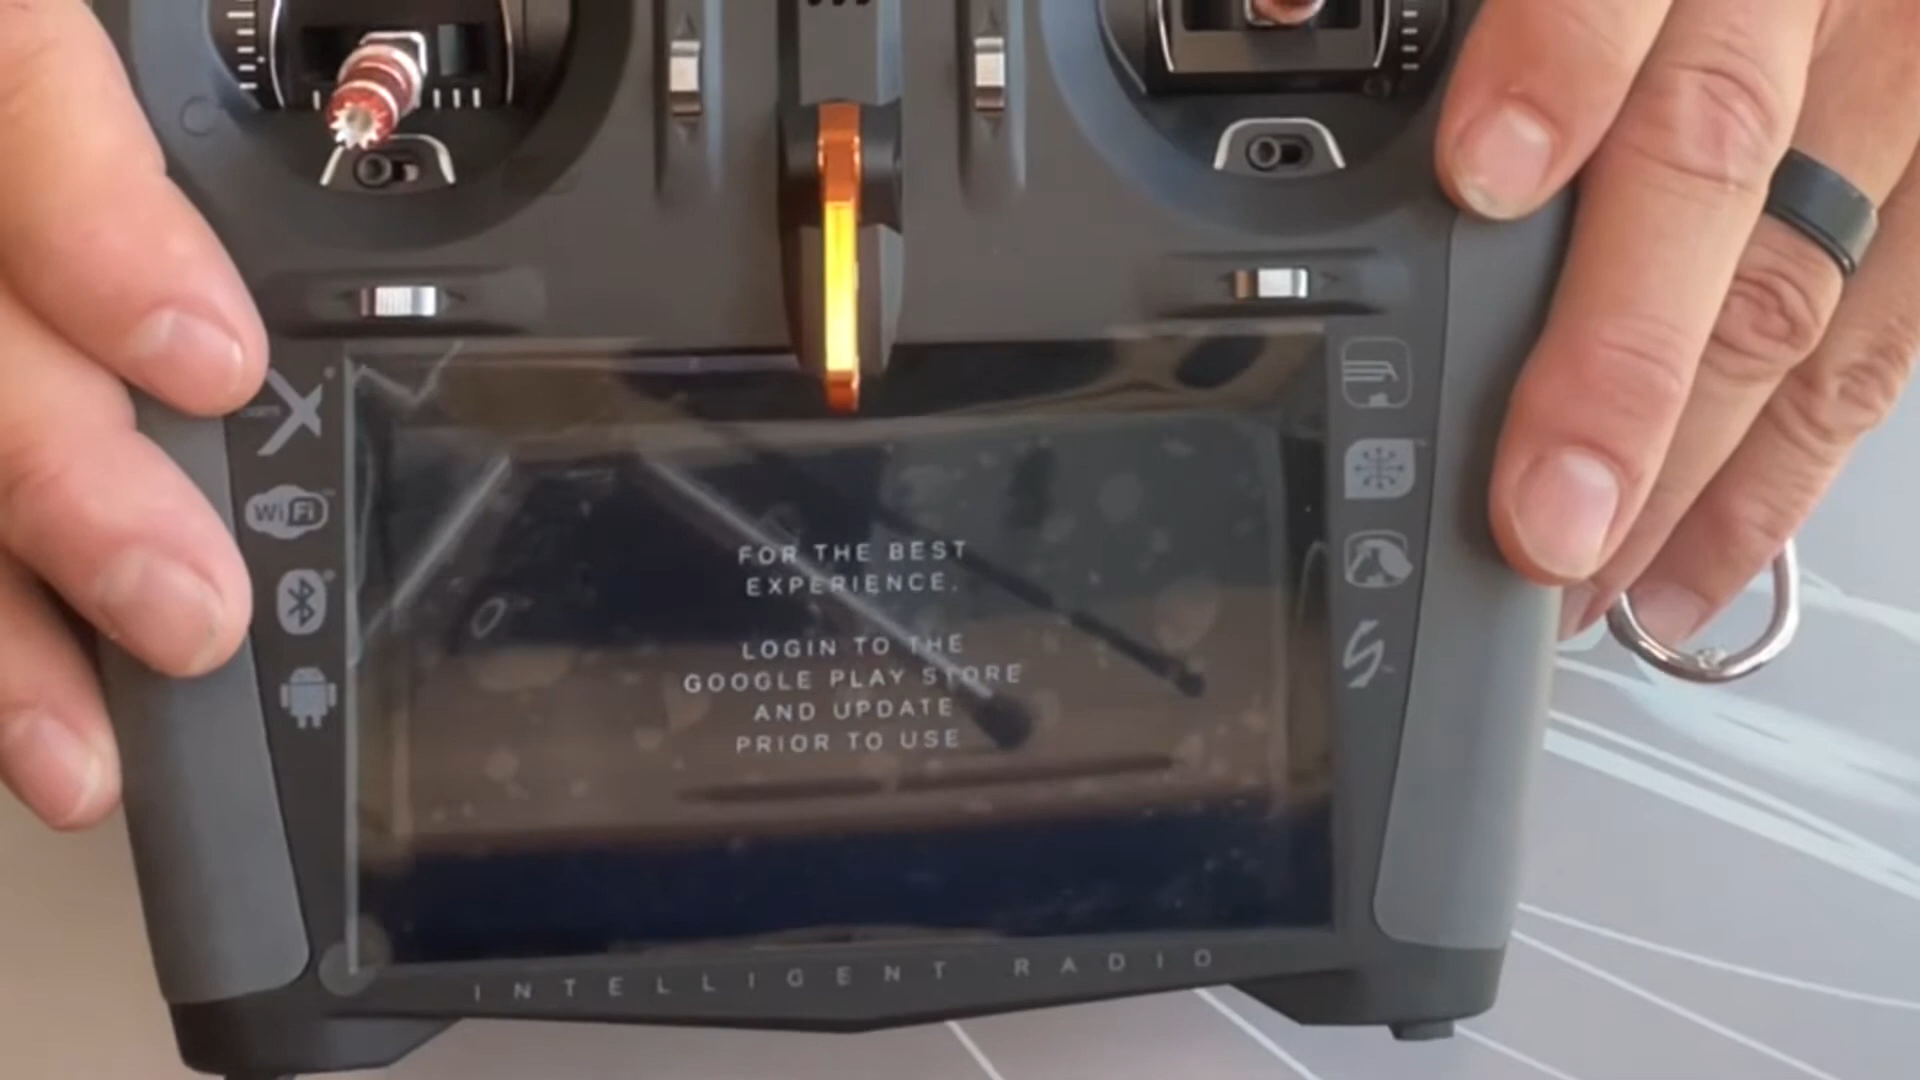 WiFi
FOR THE BEST
EXPERIENCE,
LOGIN TO THE
GOOGLE PLAY STORE
AND UPDATE
PRIOR TO USE
INTELLIGENT RADIO